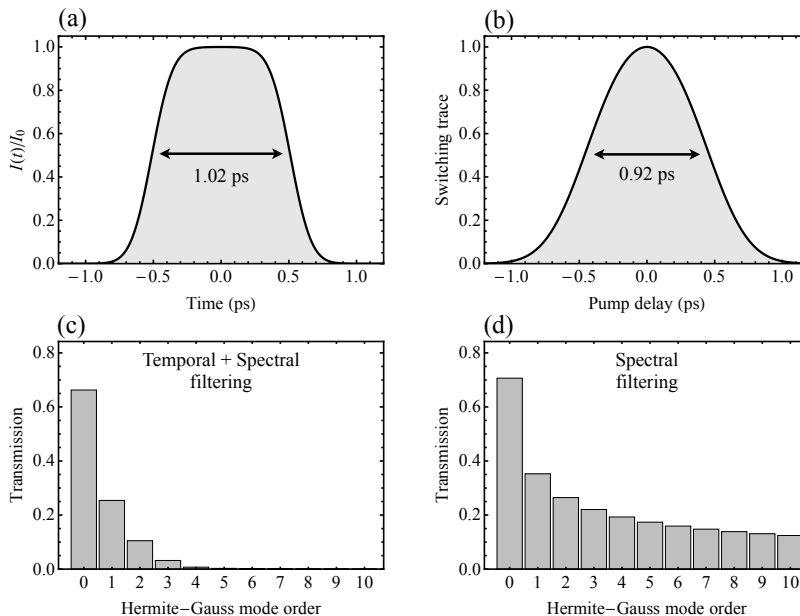 (a)
1.0
0.8
0.6
0.4
0.2
0.0
I(t)/I0
1.02 ps
−1.0 −0.5 0.0 0.5 1.0
Time (ps)
(b)
1.0
0.8
0.6
0.4
0.2
0.0
Switching trace
0.92 ps
−1.0 −0.5 0.0 0.5 1.0
Pump delay (ps)
(c)
0.8
0.6
0.4
0.2
0.0
Transmission
Temporal + Spectral
filtering
0 1 2 3 4 5 6 7 8 9 10
Hermite−Gauss mode order
(d)
0.8
0.6
0.4
0.2
0.0
Transmission
Spectral
filtering
0 1 2 3 4 5 6 7 8 9 10
Hermite−Gauss mode order